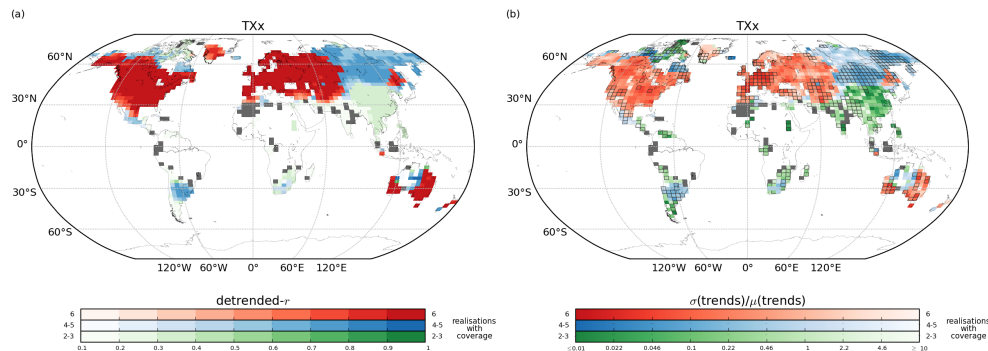 (a)
TXx
60°N
30°N
0°
30°S
60°S
120°W 60°W 0° 60°E 120°E
detrended-r
6 6
4-5 4-5
2-3 2-3
realisations
with
coverage
0.1 0.2 0.3 0.4 0.5 0.6 0.7 0.8 0.9 1
(b)
TXx
60°N
30°N
0°
30°S
60°S
120°W 60°W 0° 60°E 120°E
σ(trends)/μ(trends)
6 6
4-5 4-5
2-3 2-3
realisations
with
coverage
≤0.01 0.022 0.046 0.1 0.22 0.46 1 2.2 4.6 ≥ 10